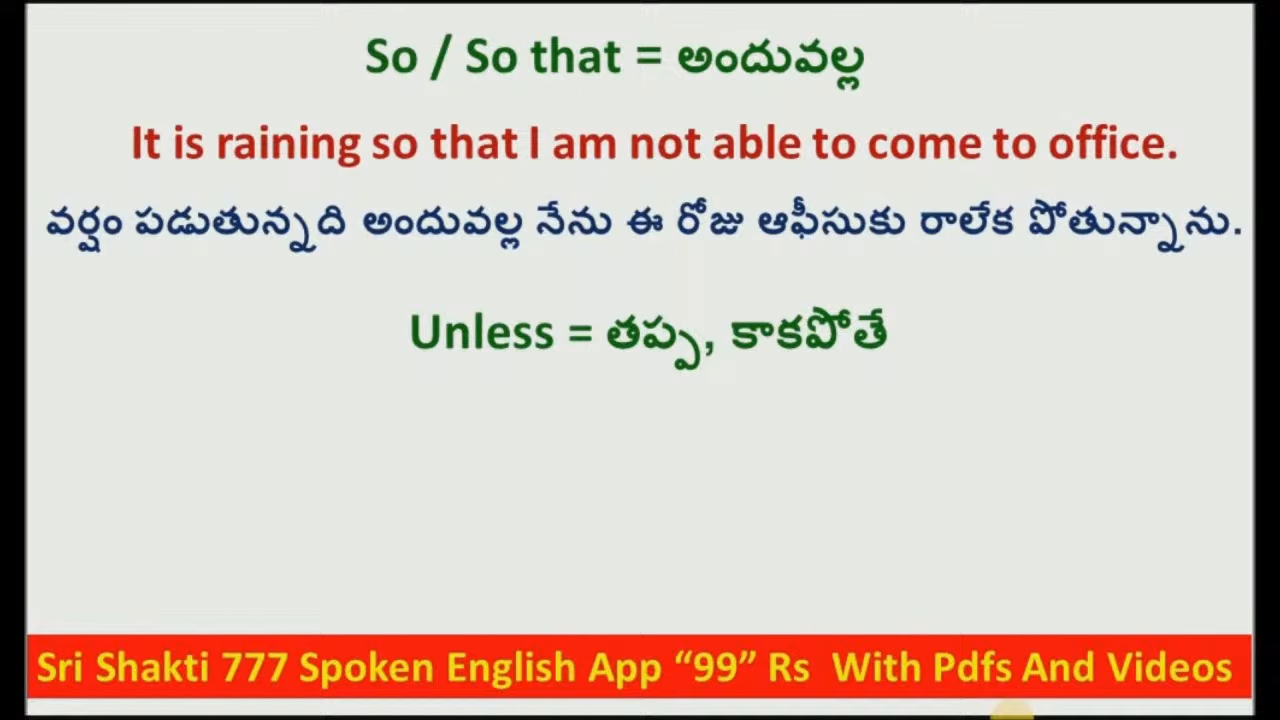 So / So that = అందువల్ల
It is raining so that I am not able to come to office.
వర్షం పడుతున్నది అందువల్ల నేను ఈ రోజు ఆఫీసుకు రాలేక పోతున్నాను.
Unless = తప్ప, కాకపోతే
Sri Shakti 777 Spoken English App “99” Rs With Pdfs And Videos